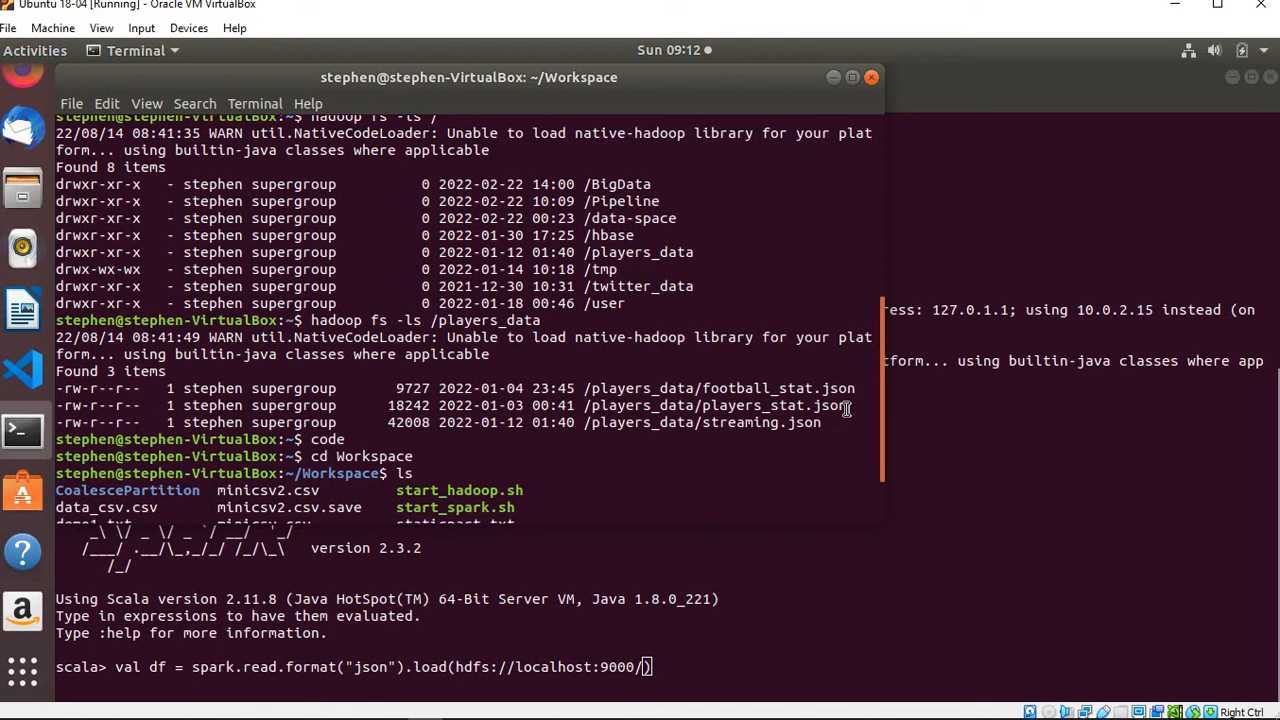 Ubuntu 18-04 [Running] - Oracle VM VirtualBox
File Machine View Input Devices Help
Activities Terminal Sun 09:12
stephen@stephen-VirtualBox: ~/Workspace
File Edit View Search Terminal Help
stephen@stephen-VirtualBox:~$ hadoop fs -ls /
22/08/14 08:41:35 WARN util.NativeCodeLoader: Unable to load native-hadoop library for your plat
form... using builtin-java classes where applicable
Found 8 items
drwxr-xr-x - stephen supergroup 0 2022-02-22 14:00 /BigData
drwxr-xr-x - stephen supergroup 0 2022-02-22 10:09 /Pipeline
drwxr-xr-x - stephen supergroup 0 2022-02-22 00:23 /data-space
drwxr-xr-x - stephen supergroup 0 2022-01-30 17:25 /hbase
drwxr-xr-x - stephen supergroup 0 2022-01-12 01:40 /players_data
drwx-wx-wx - stephen supergroup 0 2022-01-14 10:18 /tmp
drwxr-xr-x - stephen supergroup 0 2021-12-30 10:31 /twitter_data
drwxr-xr-x - stephen supergroup 0 2022-01-18 00:46 /user
stephen@stephen-VirtualBox:~$ hadoop fs -ls /players_data
22/08/14 08:41:49 WARN util.NativeCodeLoader: Unable to load native-hadoop library for your plat
form... using builtin-java classes where applicable
Found 3 items
-rw-r--r-- 1 stephen supergroup 9727 2022-01-04 23:45 /players_data/football_stat.json
-rw-r--r-- 1 stephen supergroup 18242 2022-01-03 00:41 /players_data/players_stat.json
-rw-r--r-- 1 stephen supergroup 42008 2022-01-12 01:40 /players_data/streaming.json
stephen@stephen-VirtualBox:~$ code
stephen@stephen-VirtualBox:~$ cd Workspace
stephen@stephen-VirtualBox:~/Workspace$ ls
CoalescePartition minicsv2.csv start_hadoop.sh
data_csv.csv minicsv2.csv.save start_spark.sh
demo1.txt minicsv.csv staticpart.txt
ress: 127.0.1.1; using 10.0.2.15 instead (on
tform... using builtin-java classes where app
version 2.3.2
Using Scala version 2.11.8 (Java HotSpot(TM) 64-Bit Server VM, Java 1.8.0_221)
Type in expressions to have them evaluated.
Type :help for more information.
scala> val df = spark.read.format("json").load(hdfs://localhost:9000/)
Right Ctrl